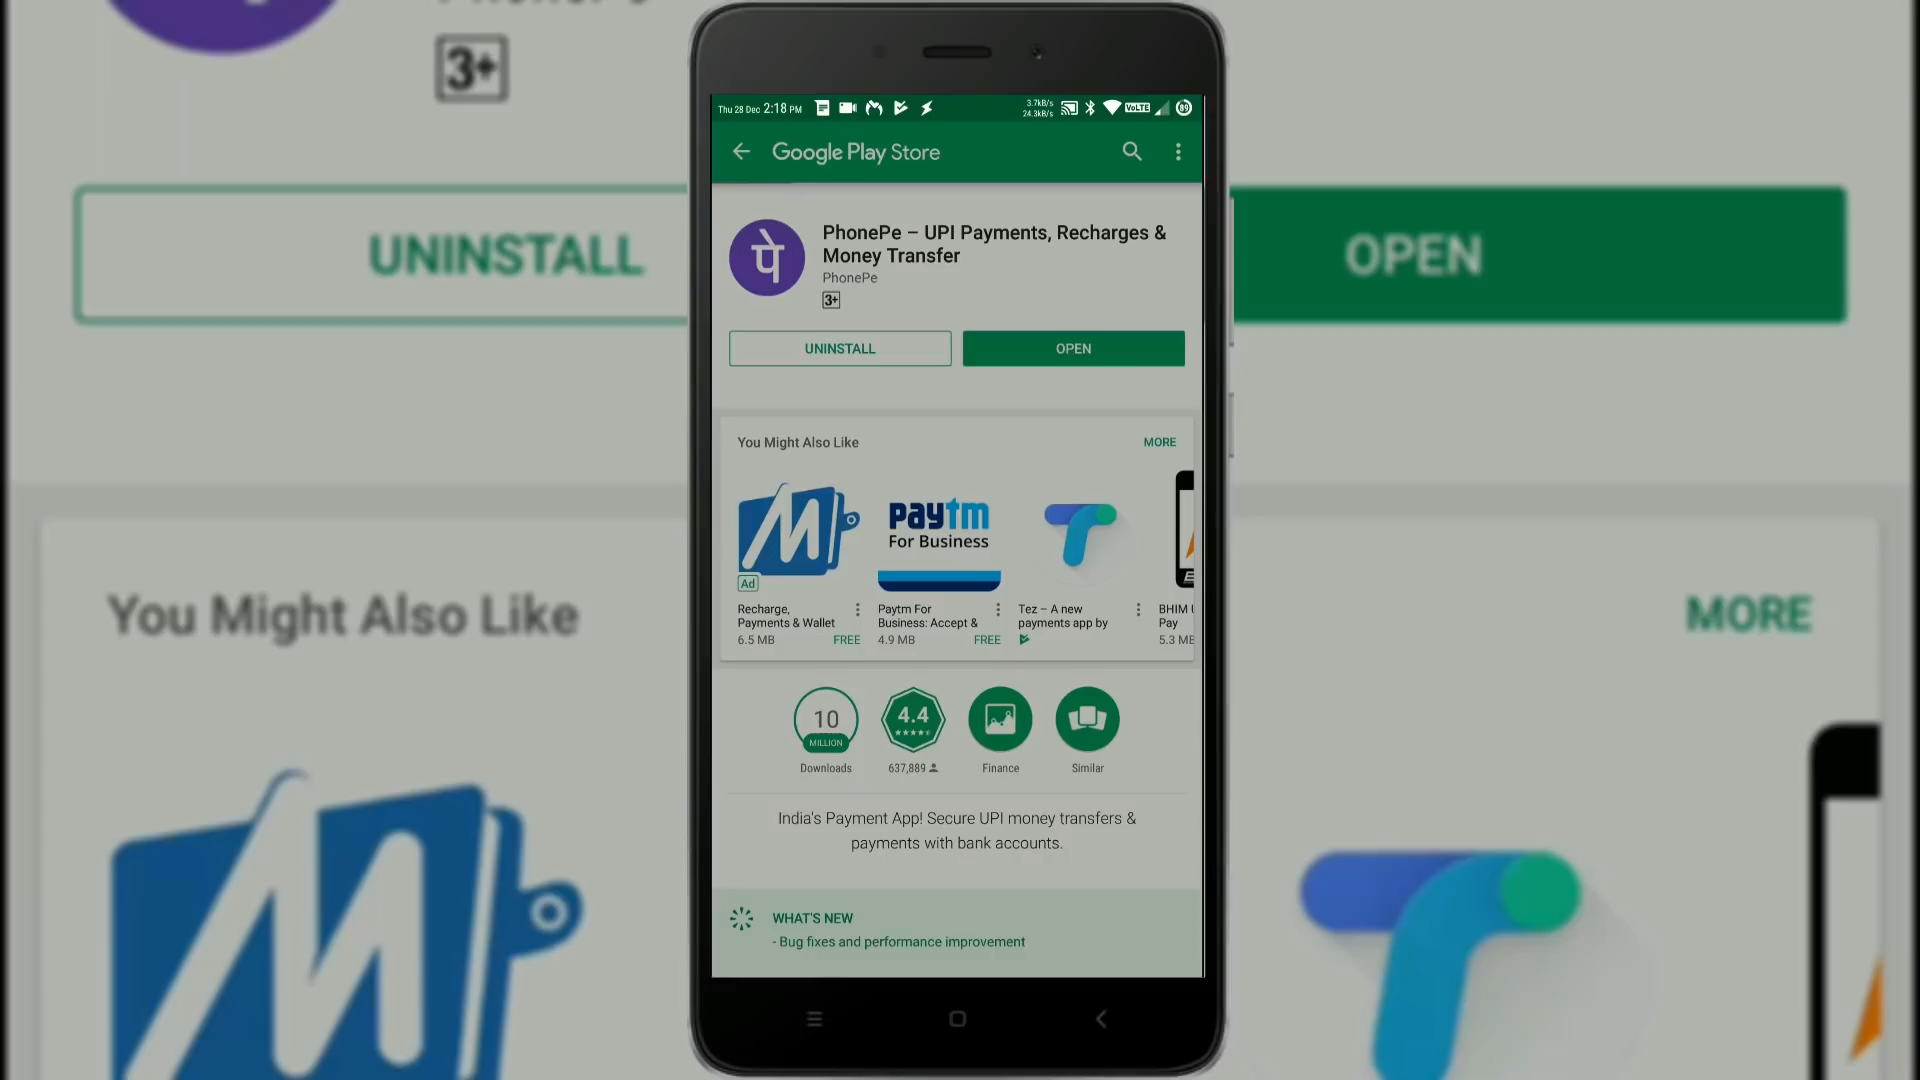 PhonePe
3+
UNINSTALL
OPEN
You Might Also Like
MORE
Thu 28 Dec 2:18 PM
3.7kB/s
24.3kB/s
VoLTE
89
Google Play Store
पे
PhonePe – UPI Payments, Recharges &
Money Transfer
PhonePe
3+
UNINSTALL
OPEN
You Might Also Like
MORE
M
paytm
For Business
Ad
Recharge,
Payments & Wallet
6.5 MB FREE
Paytm For
Business: Accept &
4.9 MB FREE
Tez – A new
payments app by
BHIM
Pay
5.3 MB
10
MILLION
Downloads
4.4
637,889
Finance
Similar
India's Payment App! Secure UPI money transfers &
payments with bank accounts.
WHAT'S NEW
- Bug fixes and performance improvement